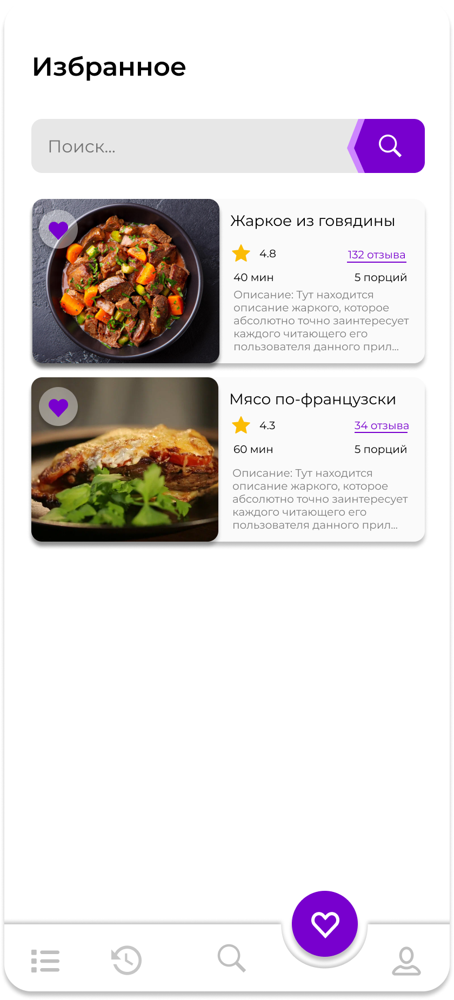 Избранное
Поиск...
Жаркое из говядины
4.8 132 отзыва
40 мин 5 порций
Описание: Тут находится
описание жаркого, которое
абсолютно точно заинтересует
каждого читающего его
пользователя данного прил...
Мясо по-французски
4.3 34 отзыва
60 мин 5 порций
Описание: Тут находится
описание жаркого, которое
абсолютно точно заинтересует
каждого читающего его
пользователя данного прил...